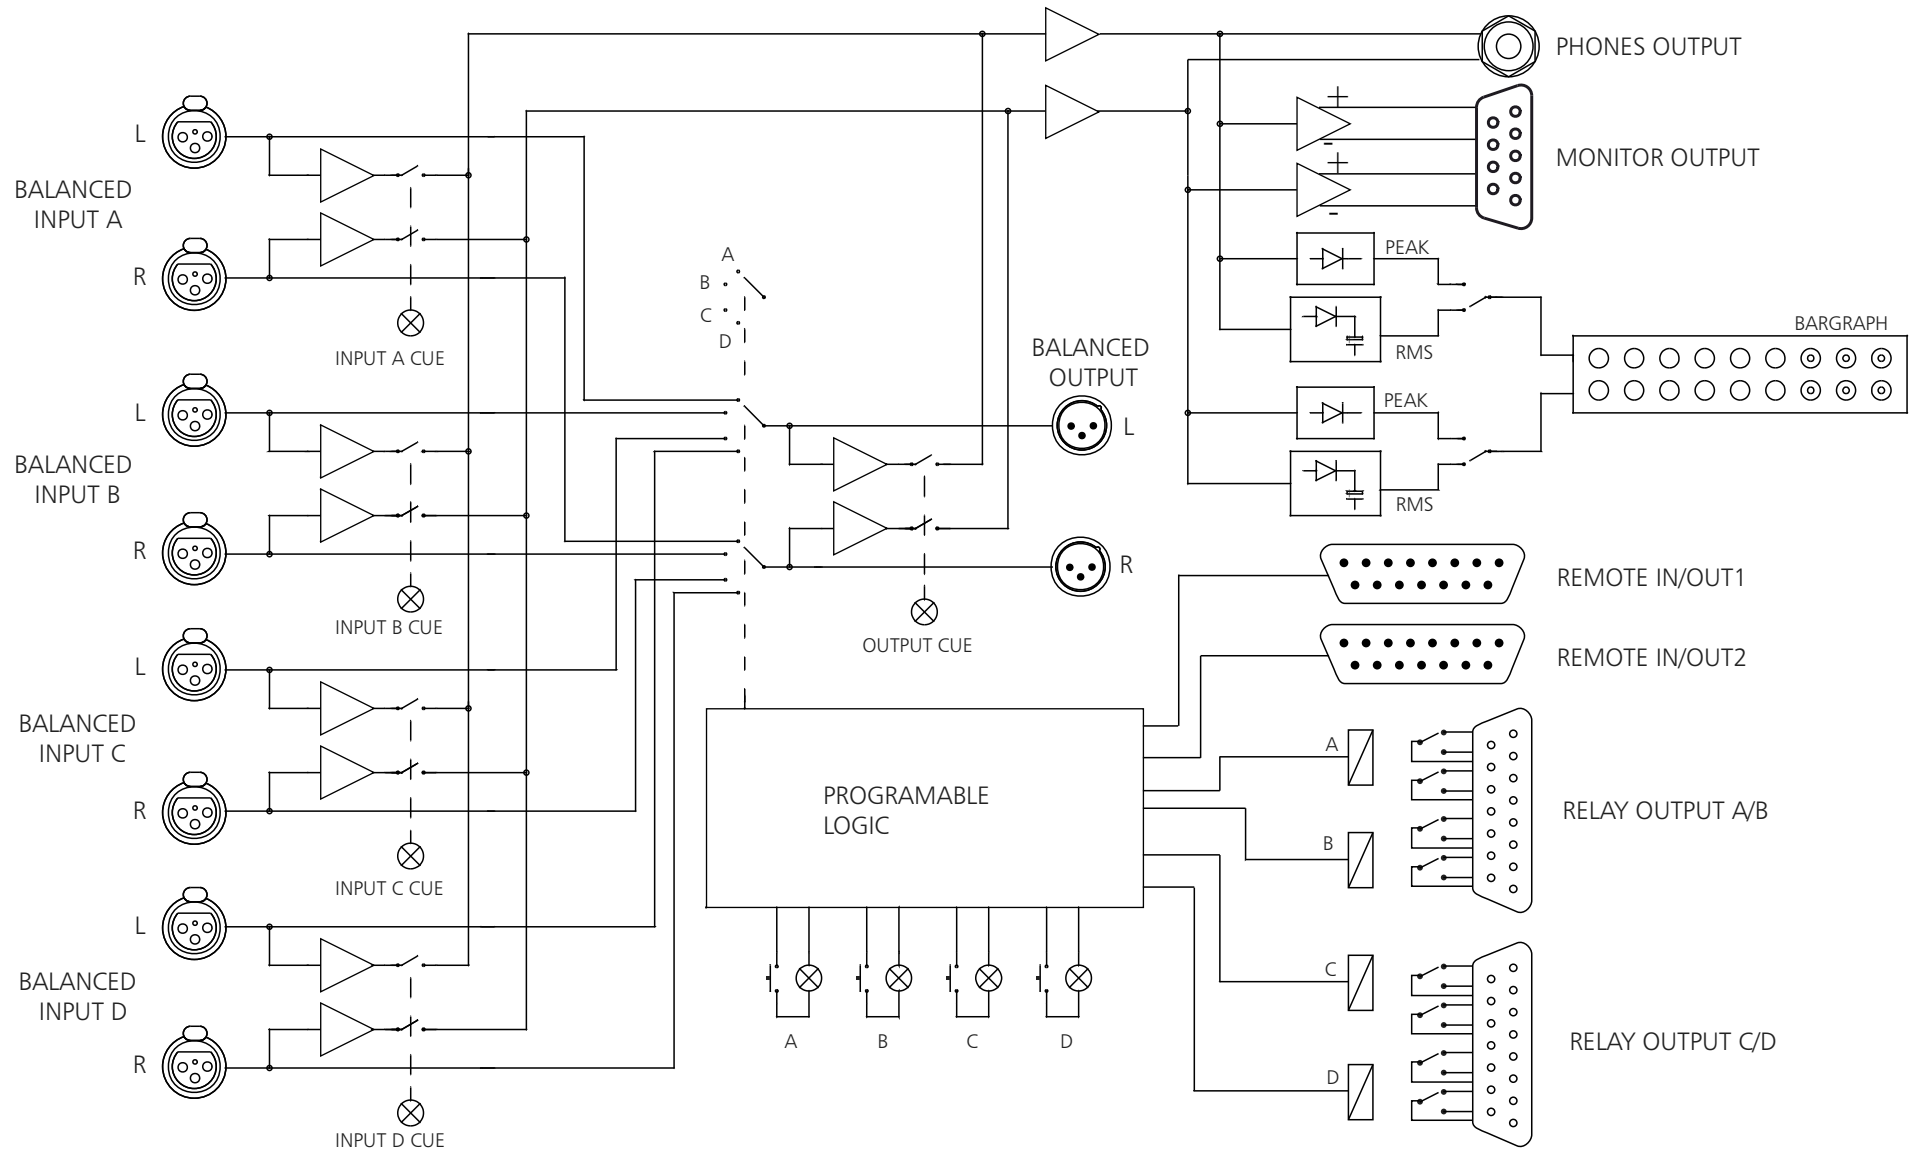 PHONES OUTPUT
+
-
MONITOR OUTPUT
+
-
L
BALANCED
INPUT A
R
INPUT A CUE
A
B
C
D
PEAK
RMS
BARGRAPH
PEAK
RMS
BALANCED
OUTPUT
L
R
OUTPUT CUE
L
BALANCED
INPUT B
R
INPUT B CUE
REMOTE IN/OUT1
REMOTE IN/OUT2
L
BALANCED
INPUT C
R
INPUT C CUE
PROGRAMABLE
LOGIC
A
B
RELAY OUTPUT A/B
L
BALANCED
INPUT D
R
INPUT D CUE
A
B
C
D
C
D
RELAY OUTPUT C/D